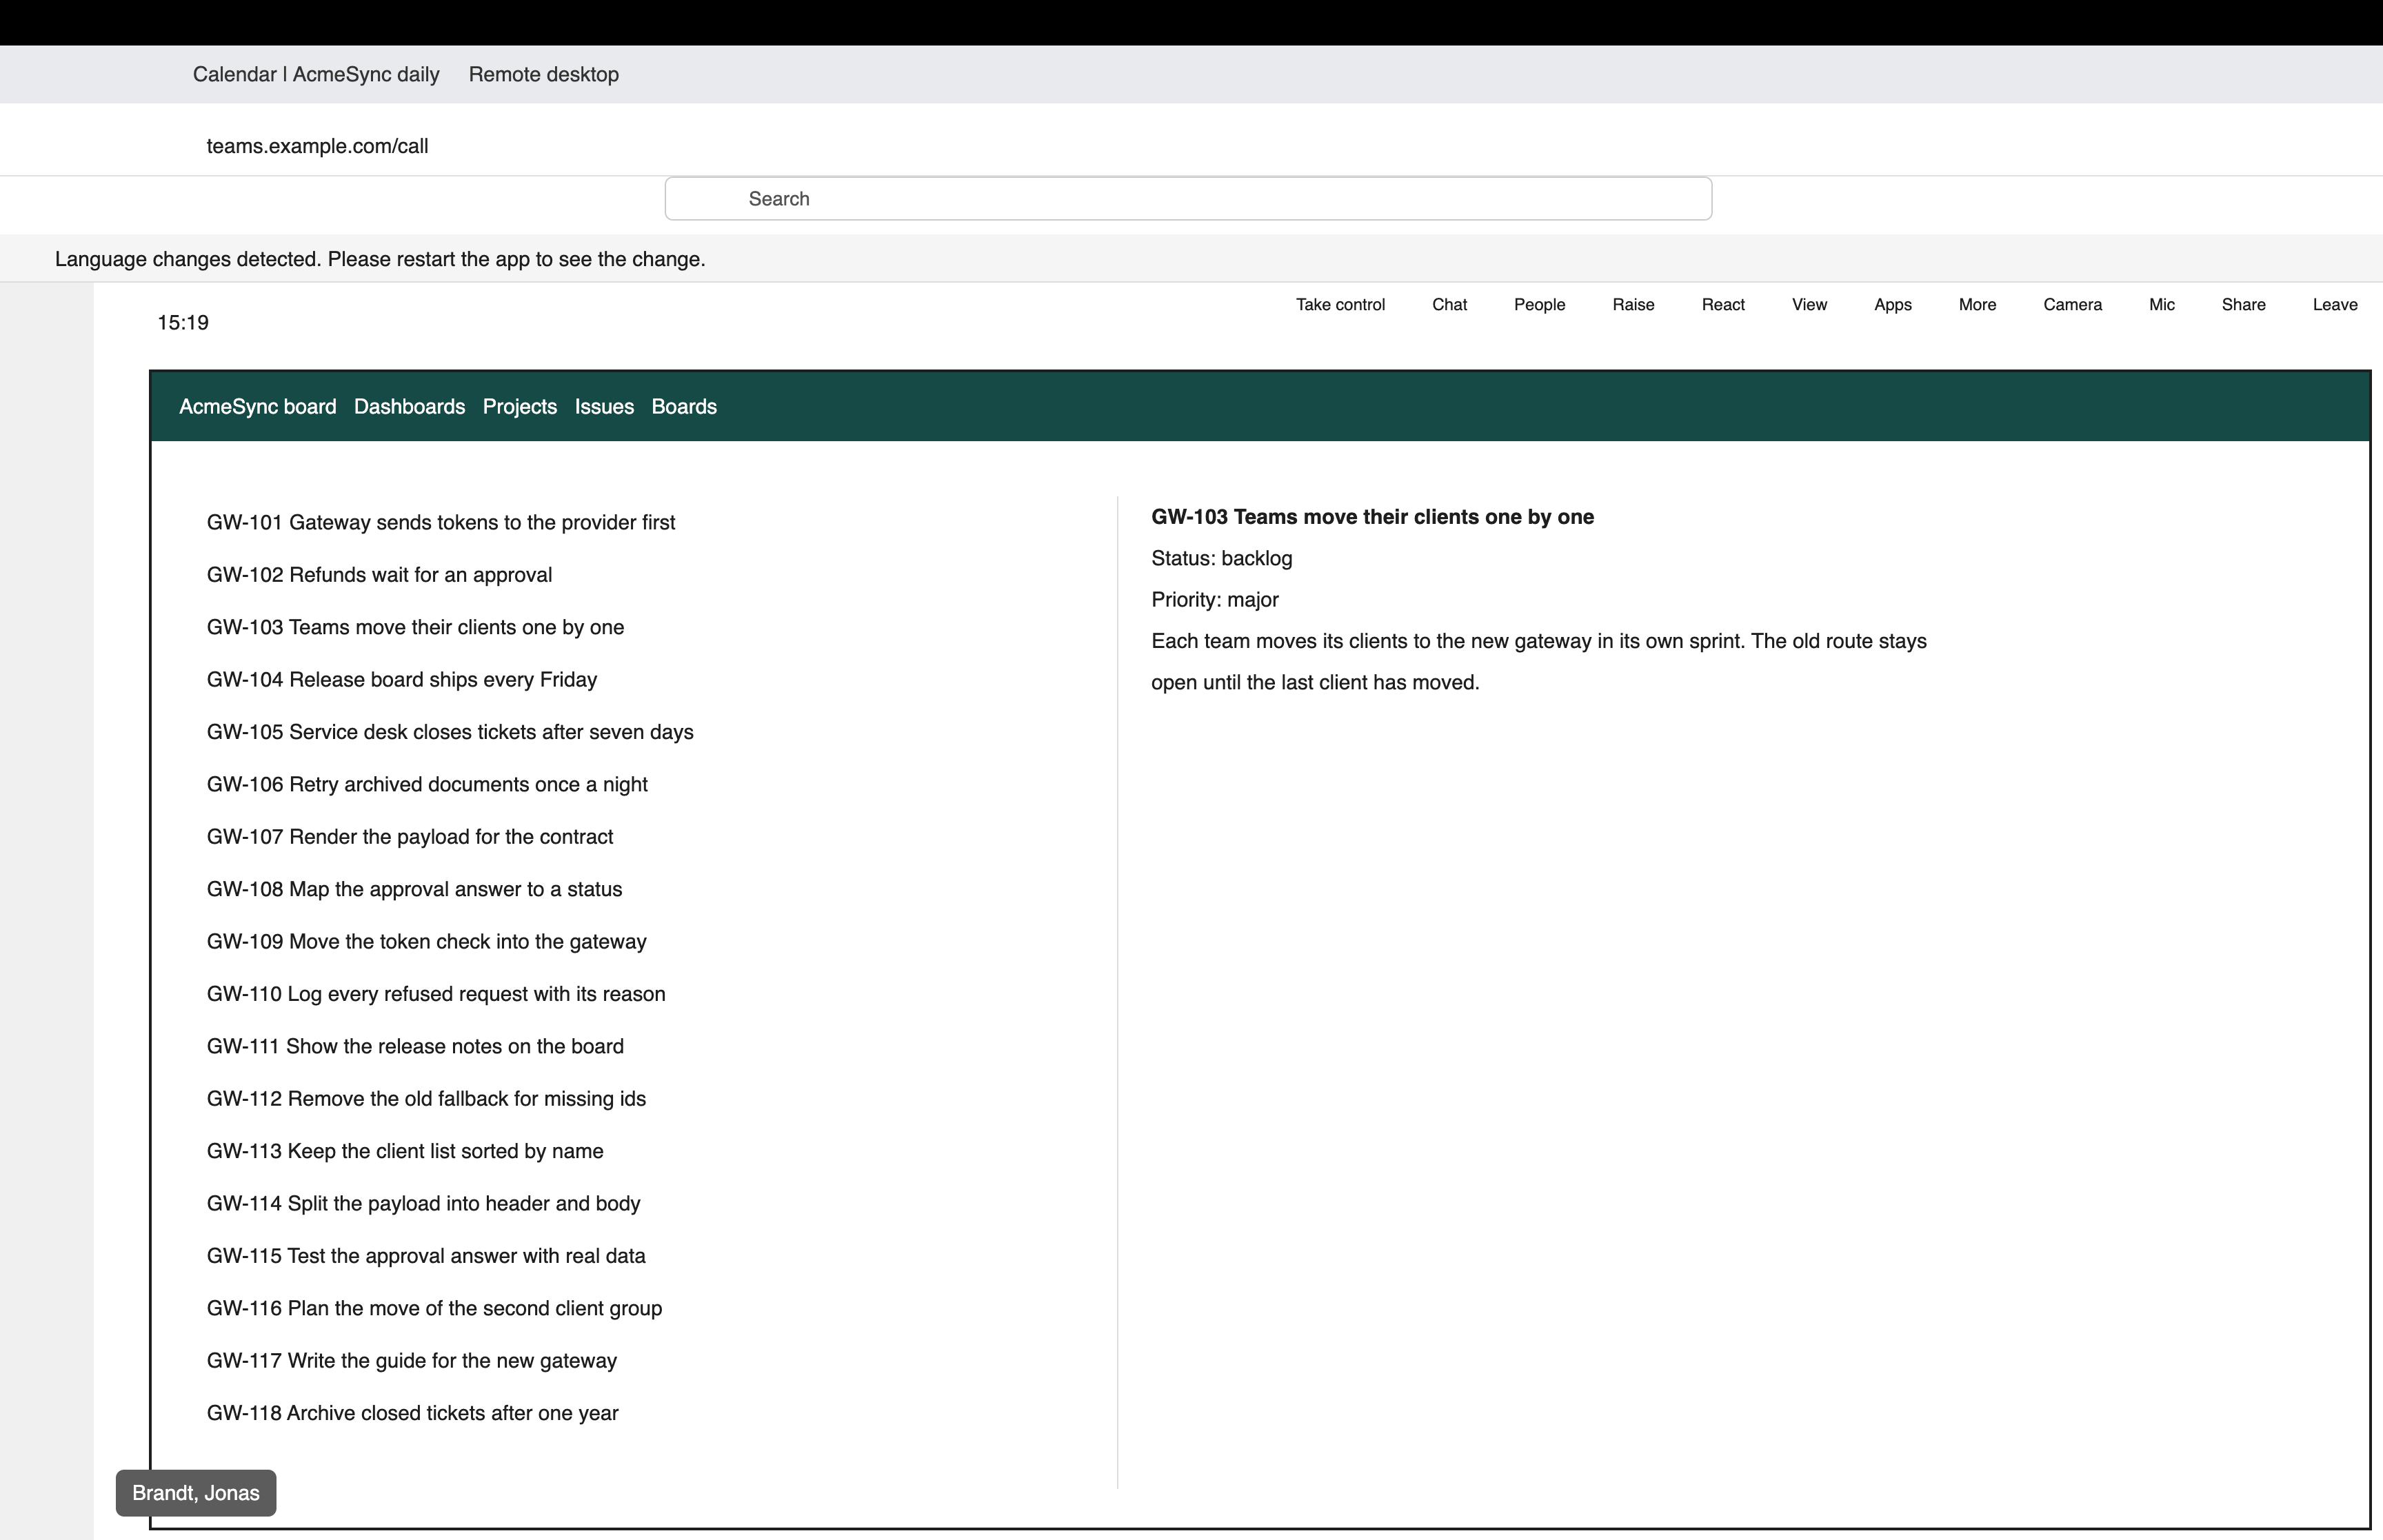 Calendar | AcmeSync daily Remote desktop
teams.example.com/call
Search
Language changes detected. Please restart the app to see the change.
15:19 Take control Chat People Raise React View Apps More Camera Mic Share Leave
AcmeSync board Dashboards Projects Issues Boards
GW-101 Gateway sends tokens to the provider first
GW-102 Refunds wait for an approval
GW-103 Teams move their clients one by one
GW-104 Release board ships every Friday
GW-105 Service desk closes tickets after seven days
GW-106 Retry archived documents once a night
GW-107 Render the payload for the contract
GW-108 Map the approval answer to a status
GW-109 Move the token check into the gateway
GW-110 Log every refused request with its reason
GW-111 Show the release notes on the board
GW-112 Remove the old fallback for missing ids
GW-113 Keep the client list sorted by name
GW-114 Split the payload into header and body
GW-115 Test the approval answer with real data
GW-116 Plan the move of the second client group
GW-117 Write the guide for the new gateway
GW-118 Archive closed tickets after one year
GW-103 Teams move their clients one by one
Status: backlog
Priority: major
Each team moves its clients to the new gateway in its own sprint. The old route stays
open until the last client has moved.
Brandt, Jonas